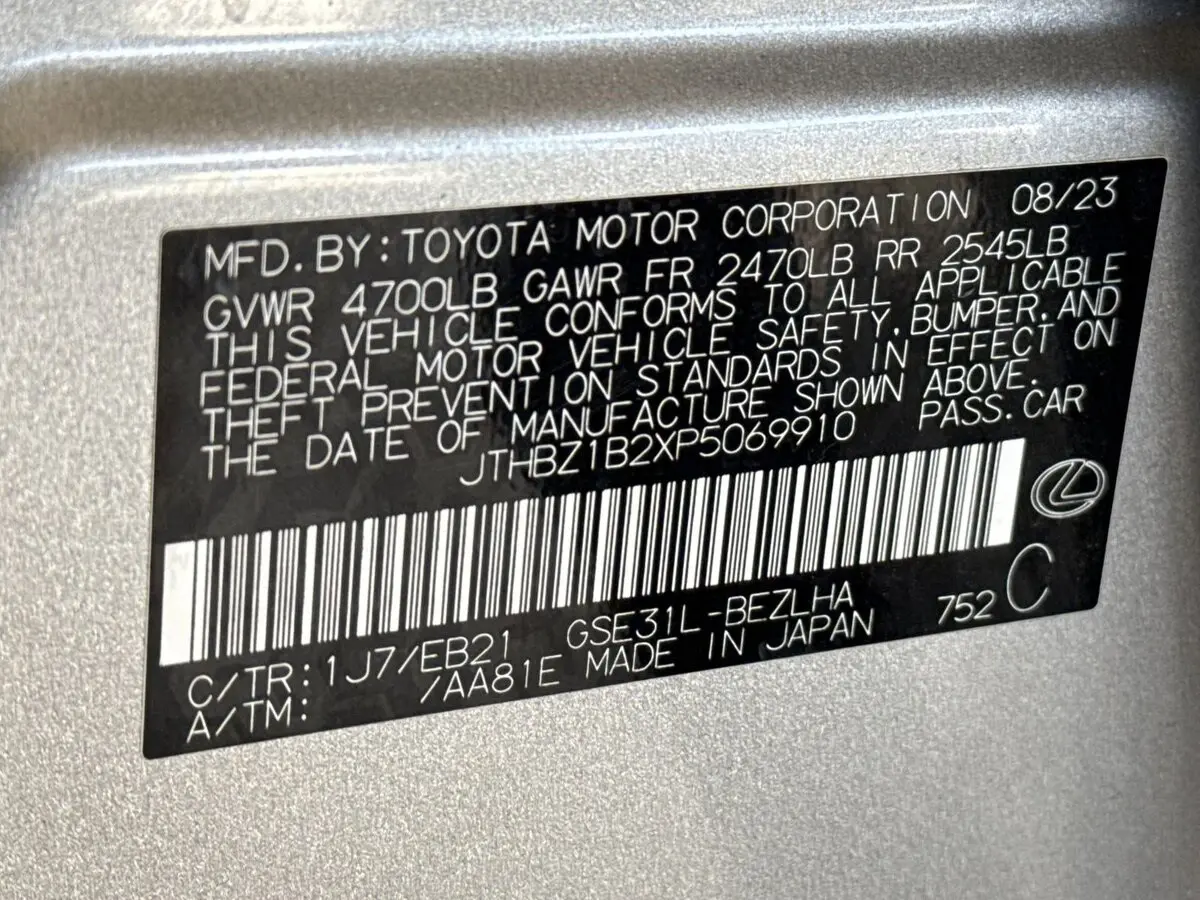 MFD.BY:TOYOTA MOTOR CORPORATION 08/23
GVWR 4700LB GAWR FR 2470LB RR 2545LB
THIS VEHICLE CONFORMS TO ALL APPLICABLE
FEDERAL MOTOR VEHICLE SAFETY,BUMPER,AND
THEFT PREVENTION STANDARDS IN EFFECT ON
THE DATE OF MANUFACTURE SHOWN ABOVE.
JTHBZ1B2XP5069910 PASS.CAR
C/TR:1J7/EB21 GSE31L-BEZLHA 752 C
A/TM: /AA81E MADE IN JAPAN